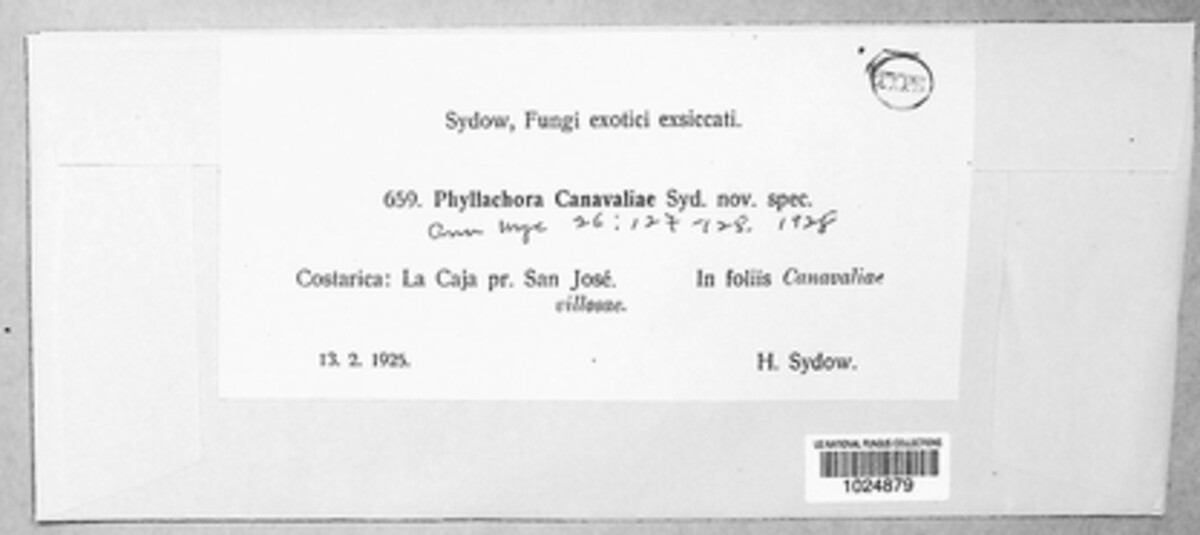 Sydow, Fungi exotici exsiccati.
659. Phyllachora Canavaliae Syd. nov. spec.
Ann Myc 26:127-128. 1928
Costarica: La Caja pr. San José. In foliis Canavaliae
villosae.
13. 2. 1925. H. Sydow.
US NATIONAL FUNGUS COLLECTIONS
1024879